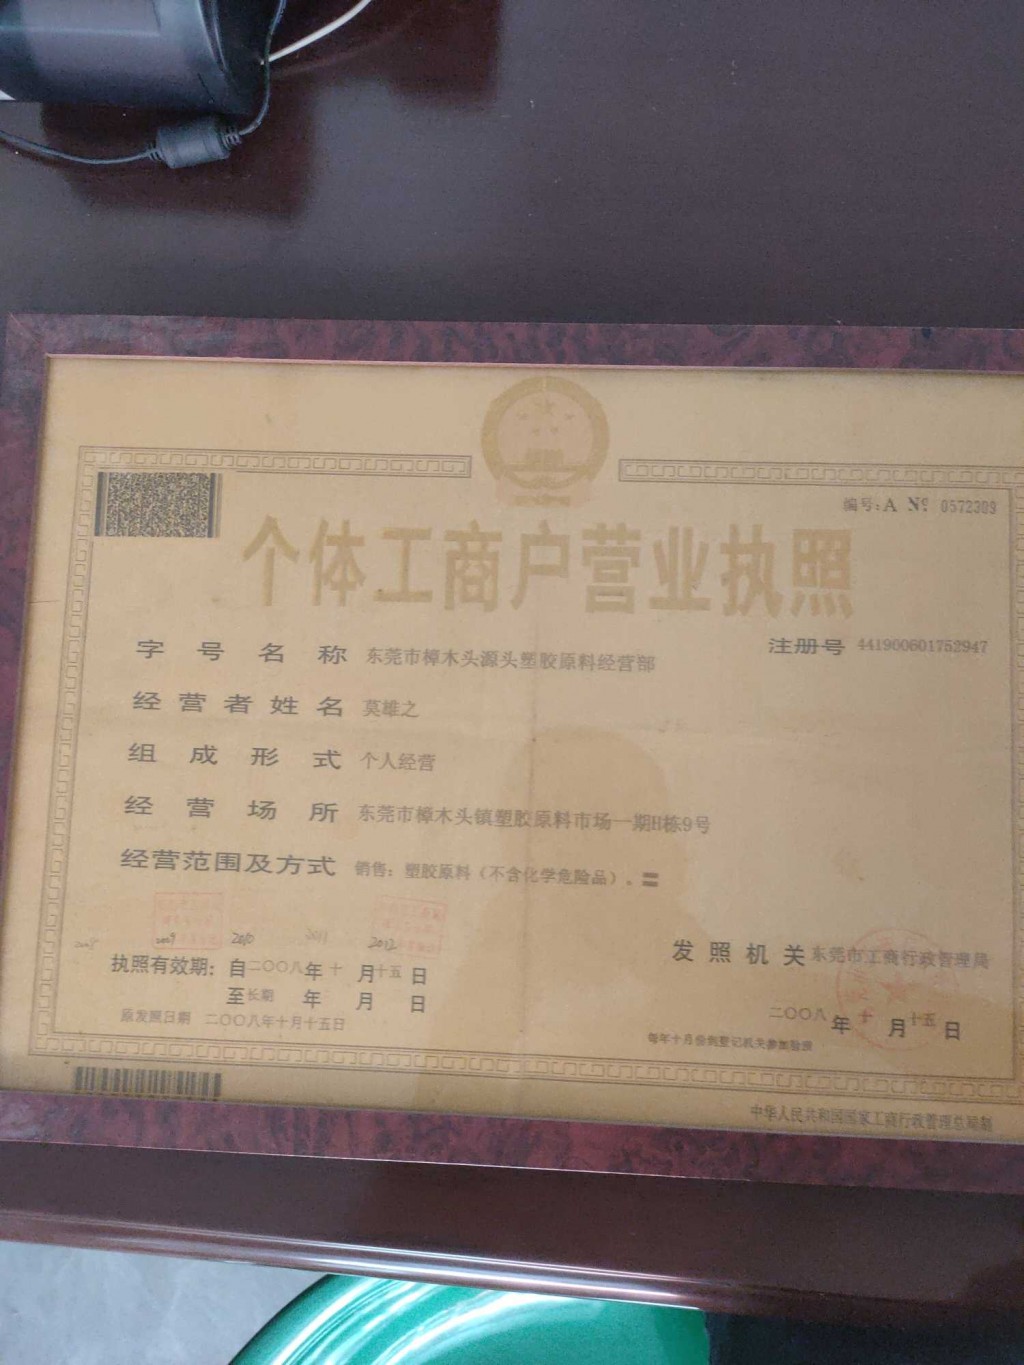 编号:A № 0572309
个体工商户营业执照
注册号 441900601752947
字号名称 东莞市樟木头源头塑胶原料经营部
经营者姓名 莫雄之
组成形式 个人经营
经营场所 东莞市樟木头镇塑胶原料市场一期H栋9号
经营范围及方式 销售：塑胶原料（不含化学危险品）。〓
2008 2009 2010 2011 2012
发照机关 东莞市工商行政管理局
执照有效期：自二〇〇八年十月十五日
至长期 年 月 日
二〇〇八年十月十五日
原发照日期 二〇〇八年十月十五日
每年十月份到登记机关参加验照
中华人民共和国国家工商行政管理总局制